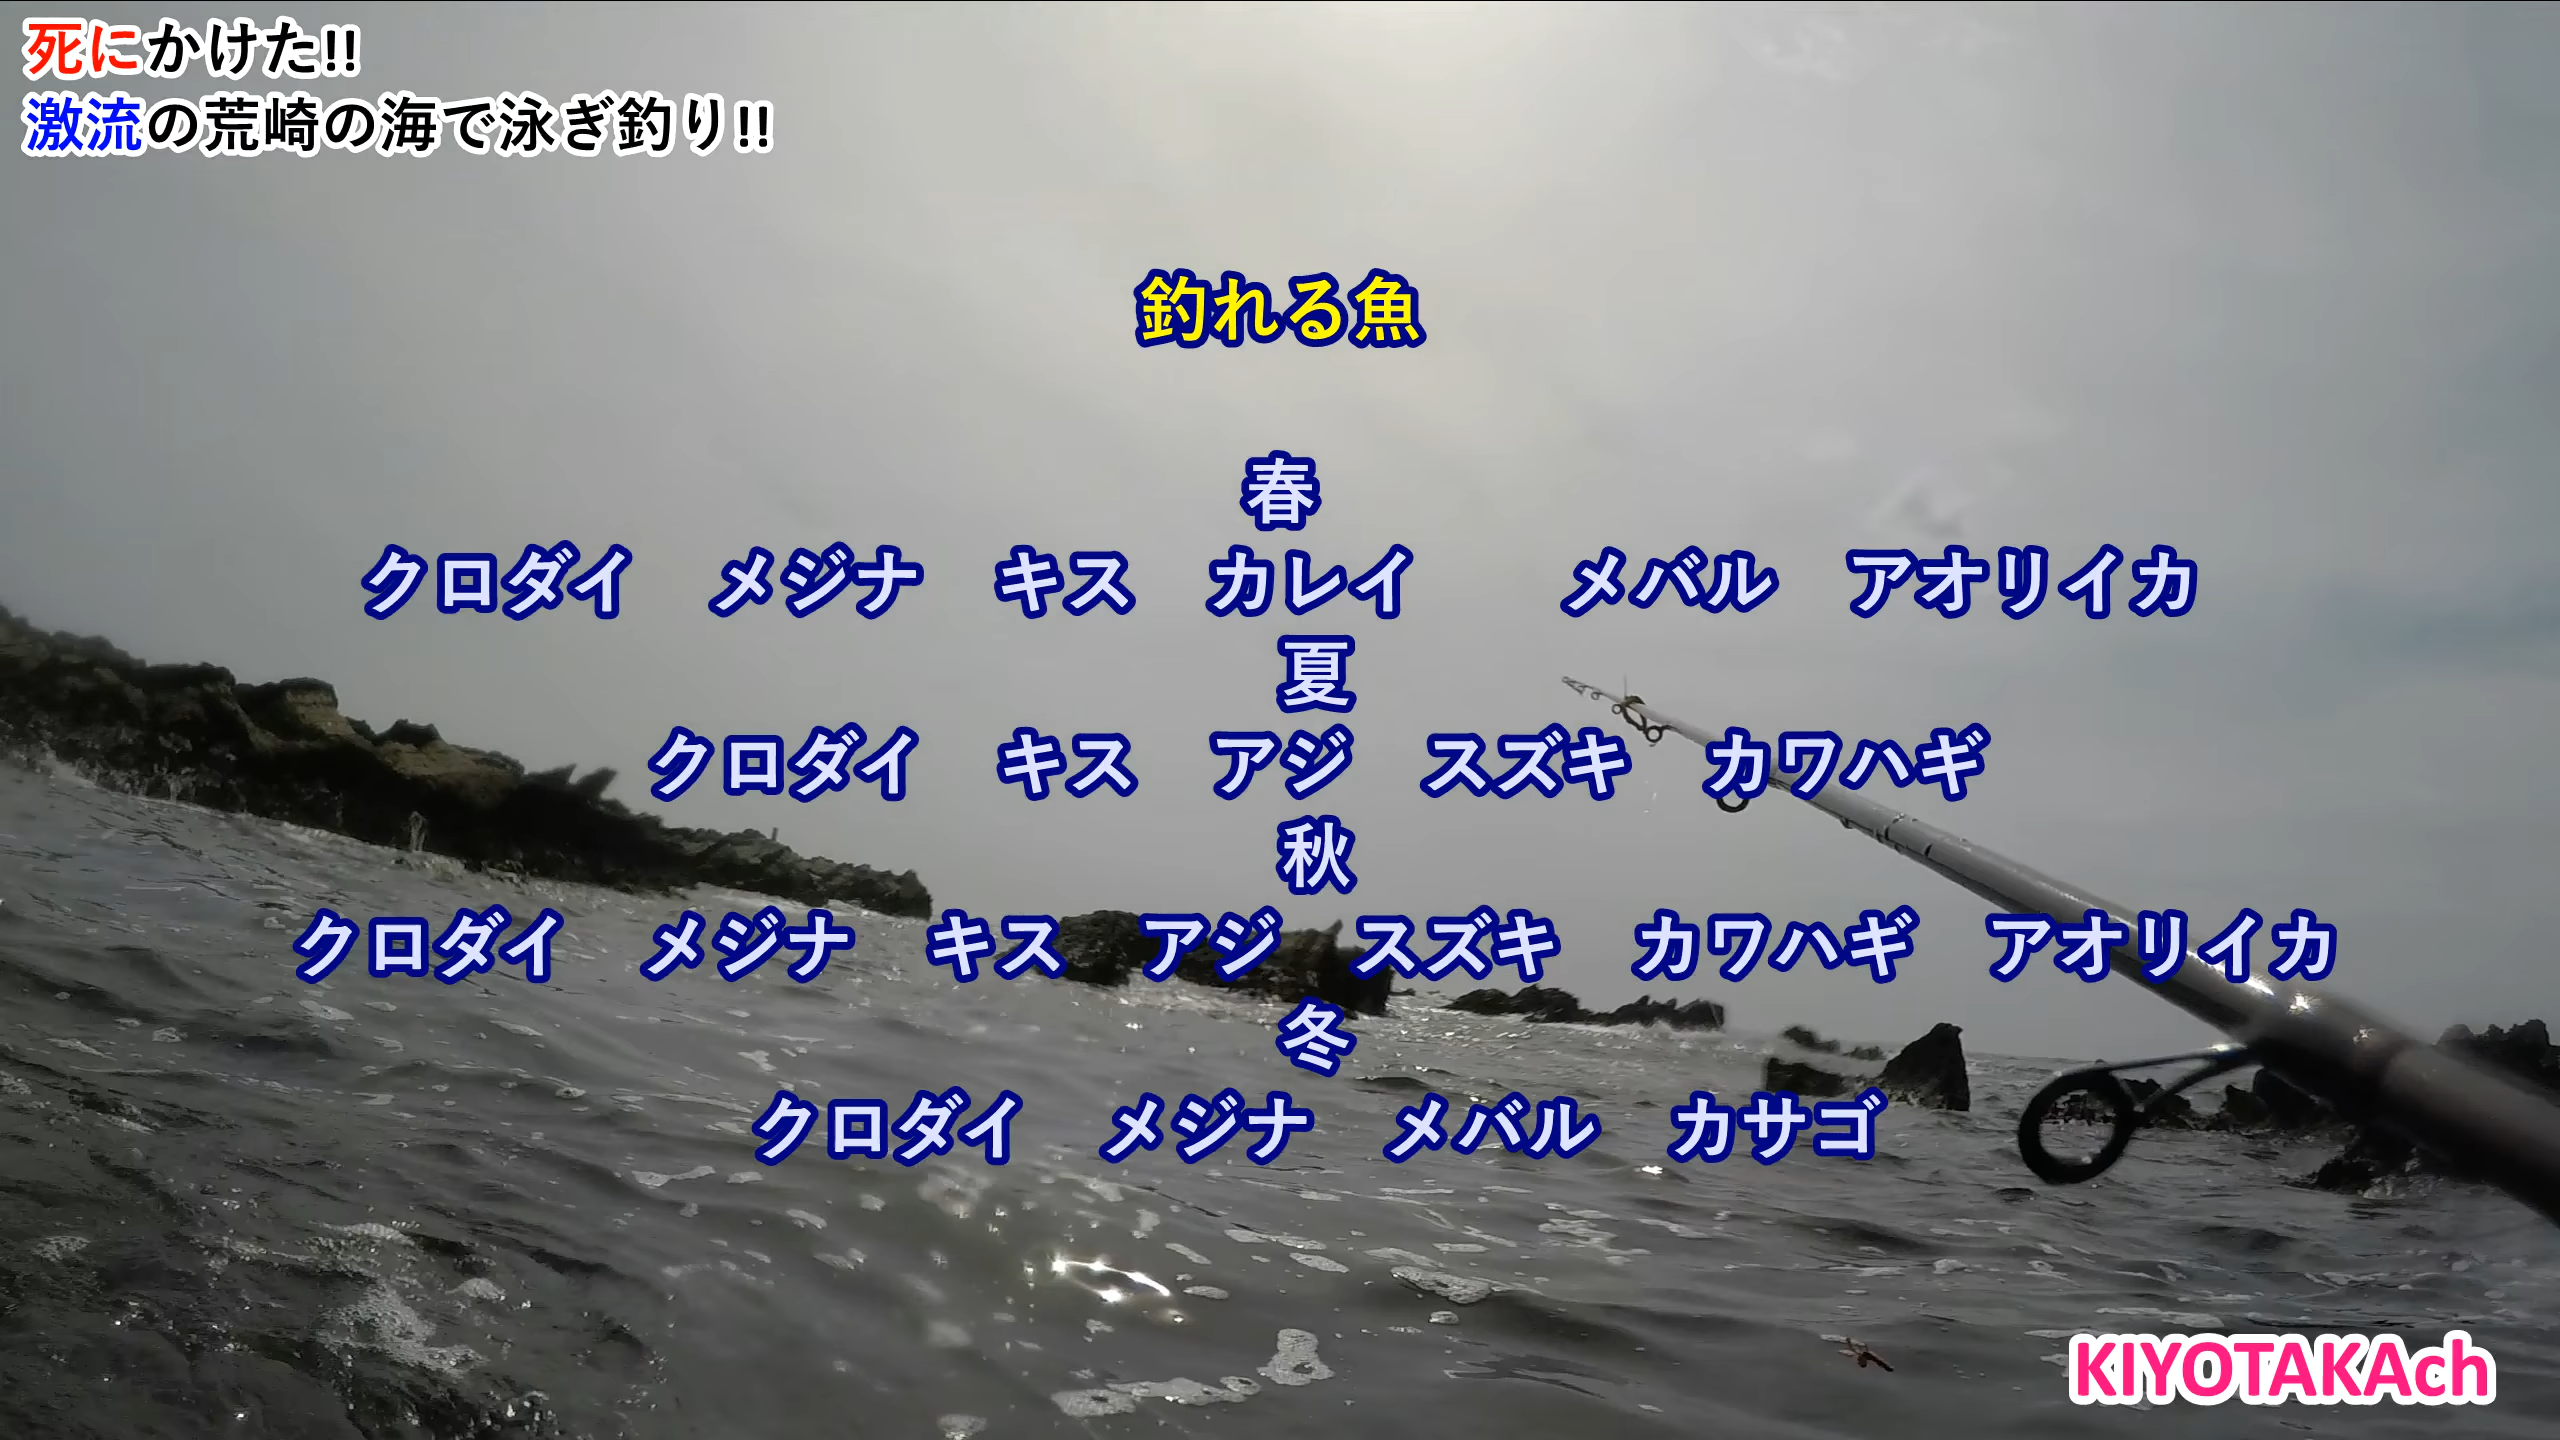 死にかけた!!
激流の荒崎の海で泳ぎ釣り!!
釣れる魚
春
クロダイ　メジナ　キス　カレイ　　メバル　アオリイカ
夏
クロダイ　キス　アジ　スズキ　カワハギ
秋
クロダイ　メジナ　キス　アジ　スズキ　カワハギ　アオリイカ
冬
クロダイ　メジナ　メバル　カサゴ
KIYOTAKAch